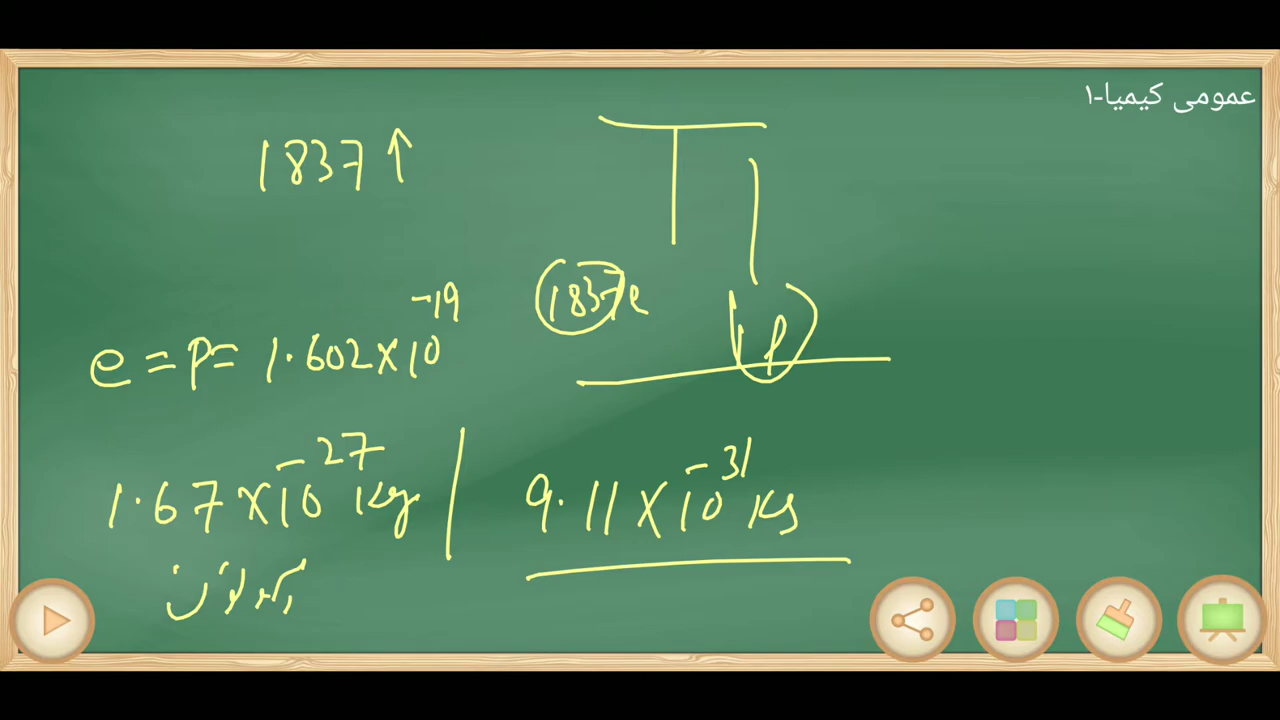 عمومی کیمیا-۱
1837↑
1837e 1p
e = p = 1.602×10⁻¹⁹
1.67×10⁻²⁷ Kg | 9.11×10⁻³¹ Kg